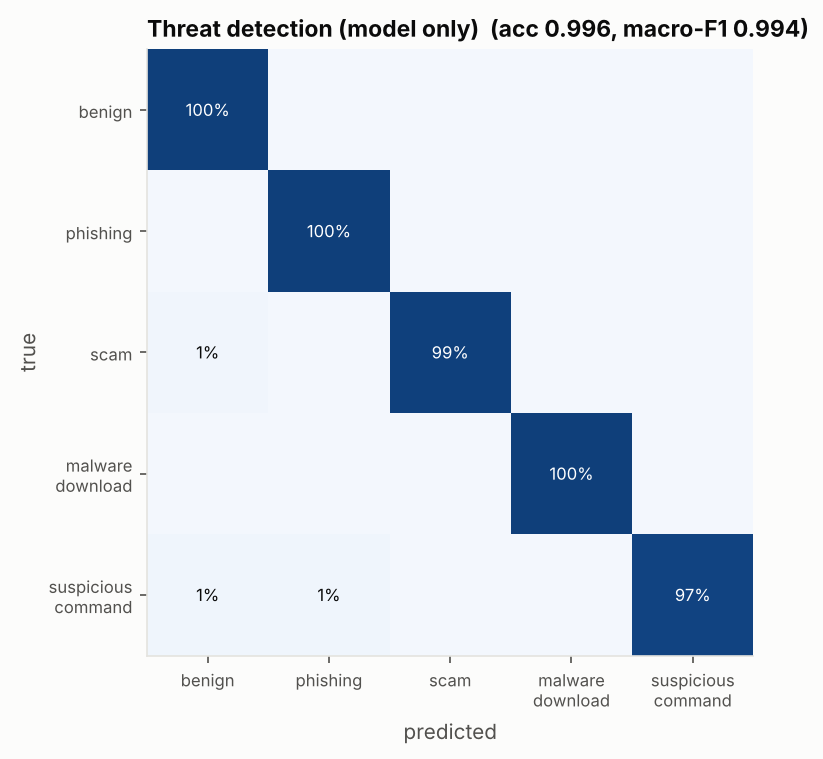 Threat detection (model only)  (acc 0.996, macro-F1 0.994)
benign
100%
phishing
100%
true
scam
1%
99%
malware
download
100%
suspicious
command
1%
1%
97%
benign
phishing
scam
malware
download
suspicious
command
predicted